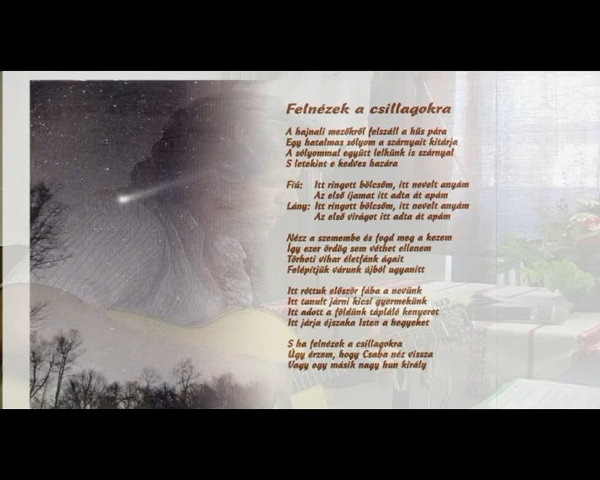 Felnézek a csillagokra
A hajnali mezőkről felszáll a hűs pára
Egy hatalmas sólyom a szárnyait kitárja
A sólyommal együtt lelkünk is szárnyal
S letekint e kedves hazára
Fiú: Itt ringott bölcsőm, itt nevelt anyám
Az első íjamat itt adta át apám
Lány: Itt ringott bölcsőm, itt nevelt anyám
Az első virágot itt adta át apám
Nézz a szemembe és fogd meg a kezem
Így ezer ördög sem véthet ellenem
Törheti vihar életfánk ágait
Felépítjük várunk újból ugyanitt
Itt róttuk először fába a nevünk
Itt tanult járni kicsi gyermekünk
Itt adott a földünk tápláló kenyeret
Itt járja éjszaka Isten a hegyeket
S ha felnézek a csillagokra
Úgy érzem, hogy Csaba néz vissza
Vagy egy másik nagy hun király